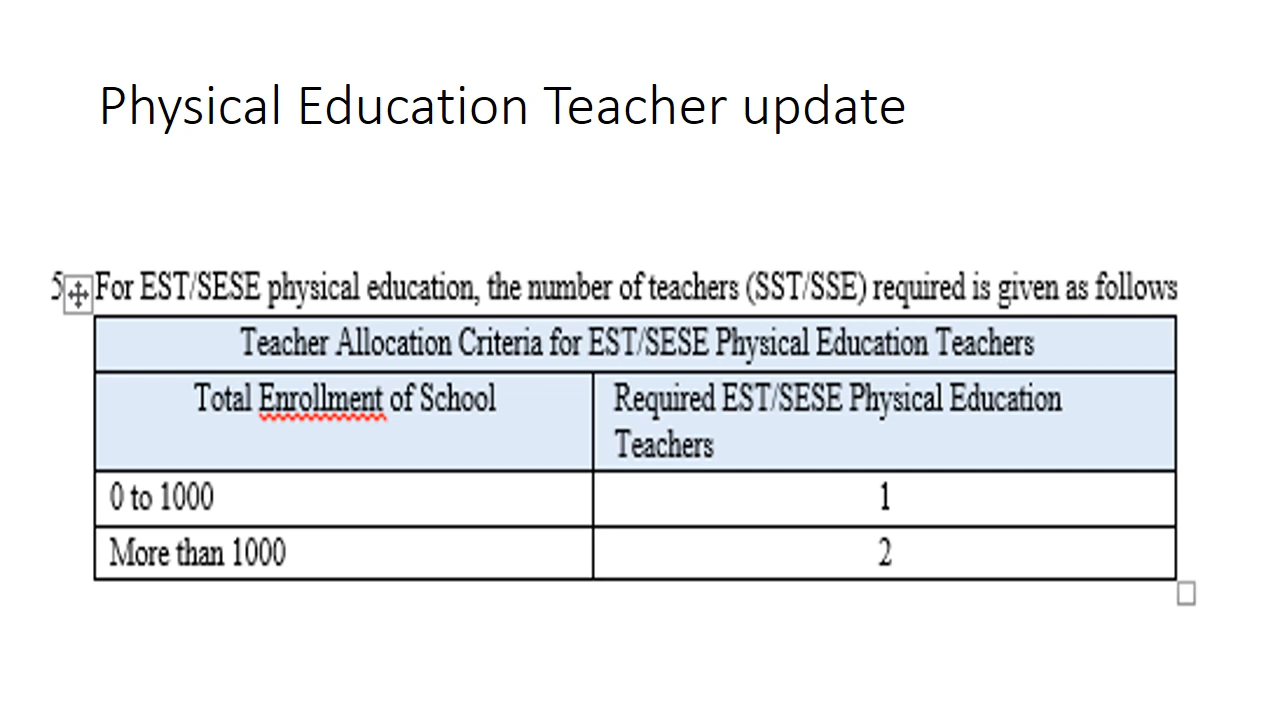 Physical Education Teacher update
5 For EST/SESE physical education, the number of teachers (SST/SSE) required is given as follows
Teacher Allocation Criteria for EST/SESE Physical Education Teachers
Total Enrollment of School
Required EST/SESE Physical Education
Teachers
0 to 1000
1
More than 1000
2